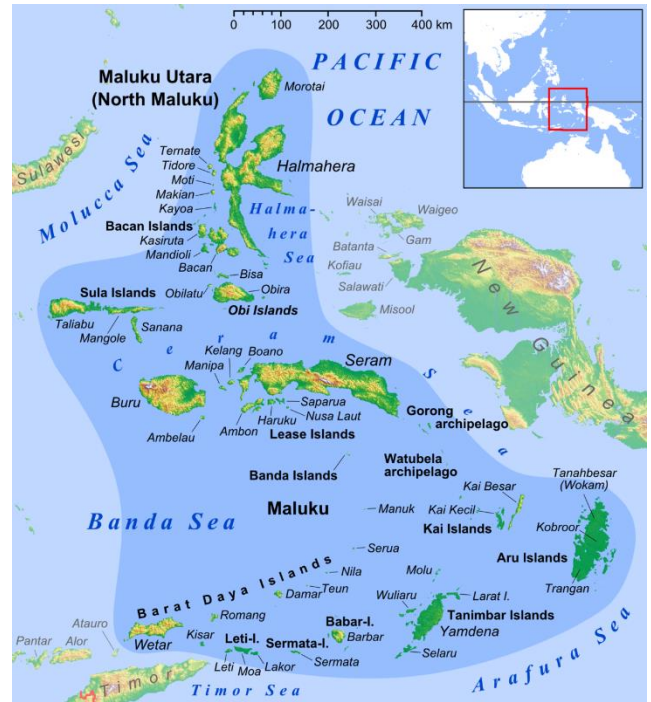 0 100 200 300 400 km
PACIFIC
OCEAN
Maluku Utara
(North Maluku)
Morotai
Sulawesi
Molucca Sea
Ternate
Tidore
Moti
Makian
Kayoa
Halmahera
Halma-
hera
Sea
Bacan Islands
Kasiruta
Mandioli
Bacan
Waisai
Waigeo
Gam
Batanta
Kofiau
Salawati
Misool
New Guinea
Bisa
Obilatu
Obira
Obi Islands
Sula Islands
Taliabu
Mangole
Sanana
Ceram Sea
Kelang
Boano
Manipa
Seram
Buru
Ambelau
Ambon
Haruku
Saparua
Nusa Laut
Lease Islands
Gorong
archipelago
Banda Islands
Watubela
archipelago
Maluku
Manuk
Kai Besar
Kai Kecil
Kai Islands
Tanahbesar
(Wokam)
Kobroor
Aru Islands
Trangan
Banda Sea
Serua
Nila
Teun
Damar
Barat Daya Islands
Romang
Molu
Wuliaru
Larat I.
Tanimbar Islands
Yamdena
Selaru
Babar-I.
Barbar
Atauro
Pantar
Alor
Wetar
Kisar
Leti-I.
Leti
Moa
Lakor
Sermata-I.
Sermata
Timor
Timor Sea
Arafura Sea